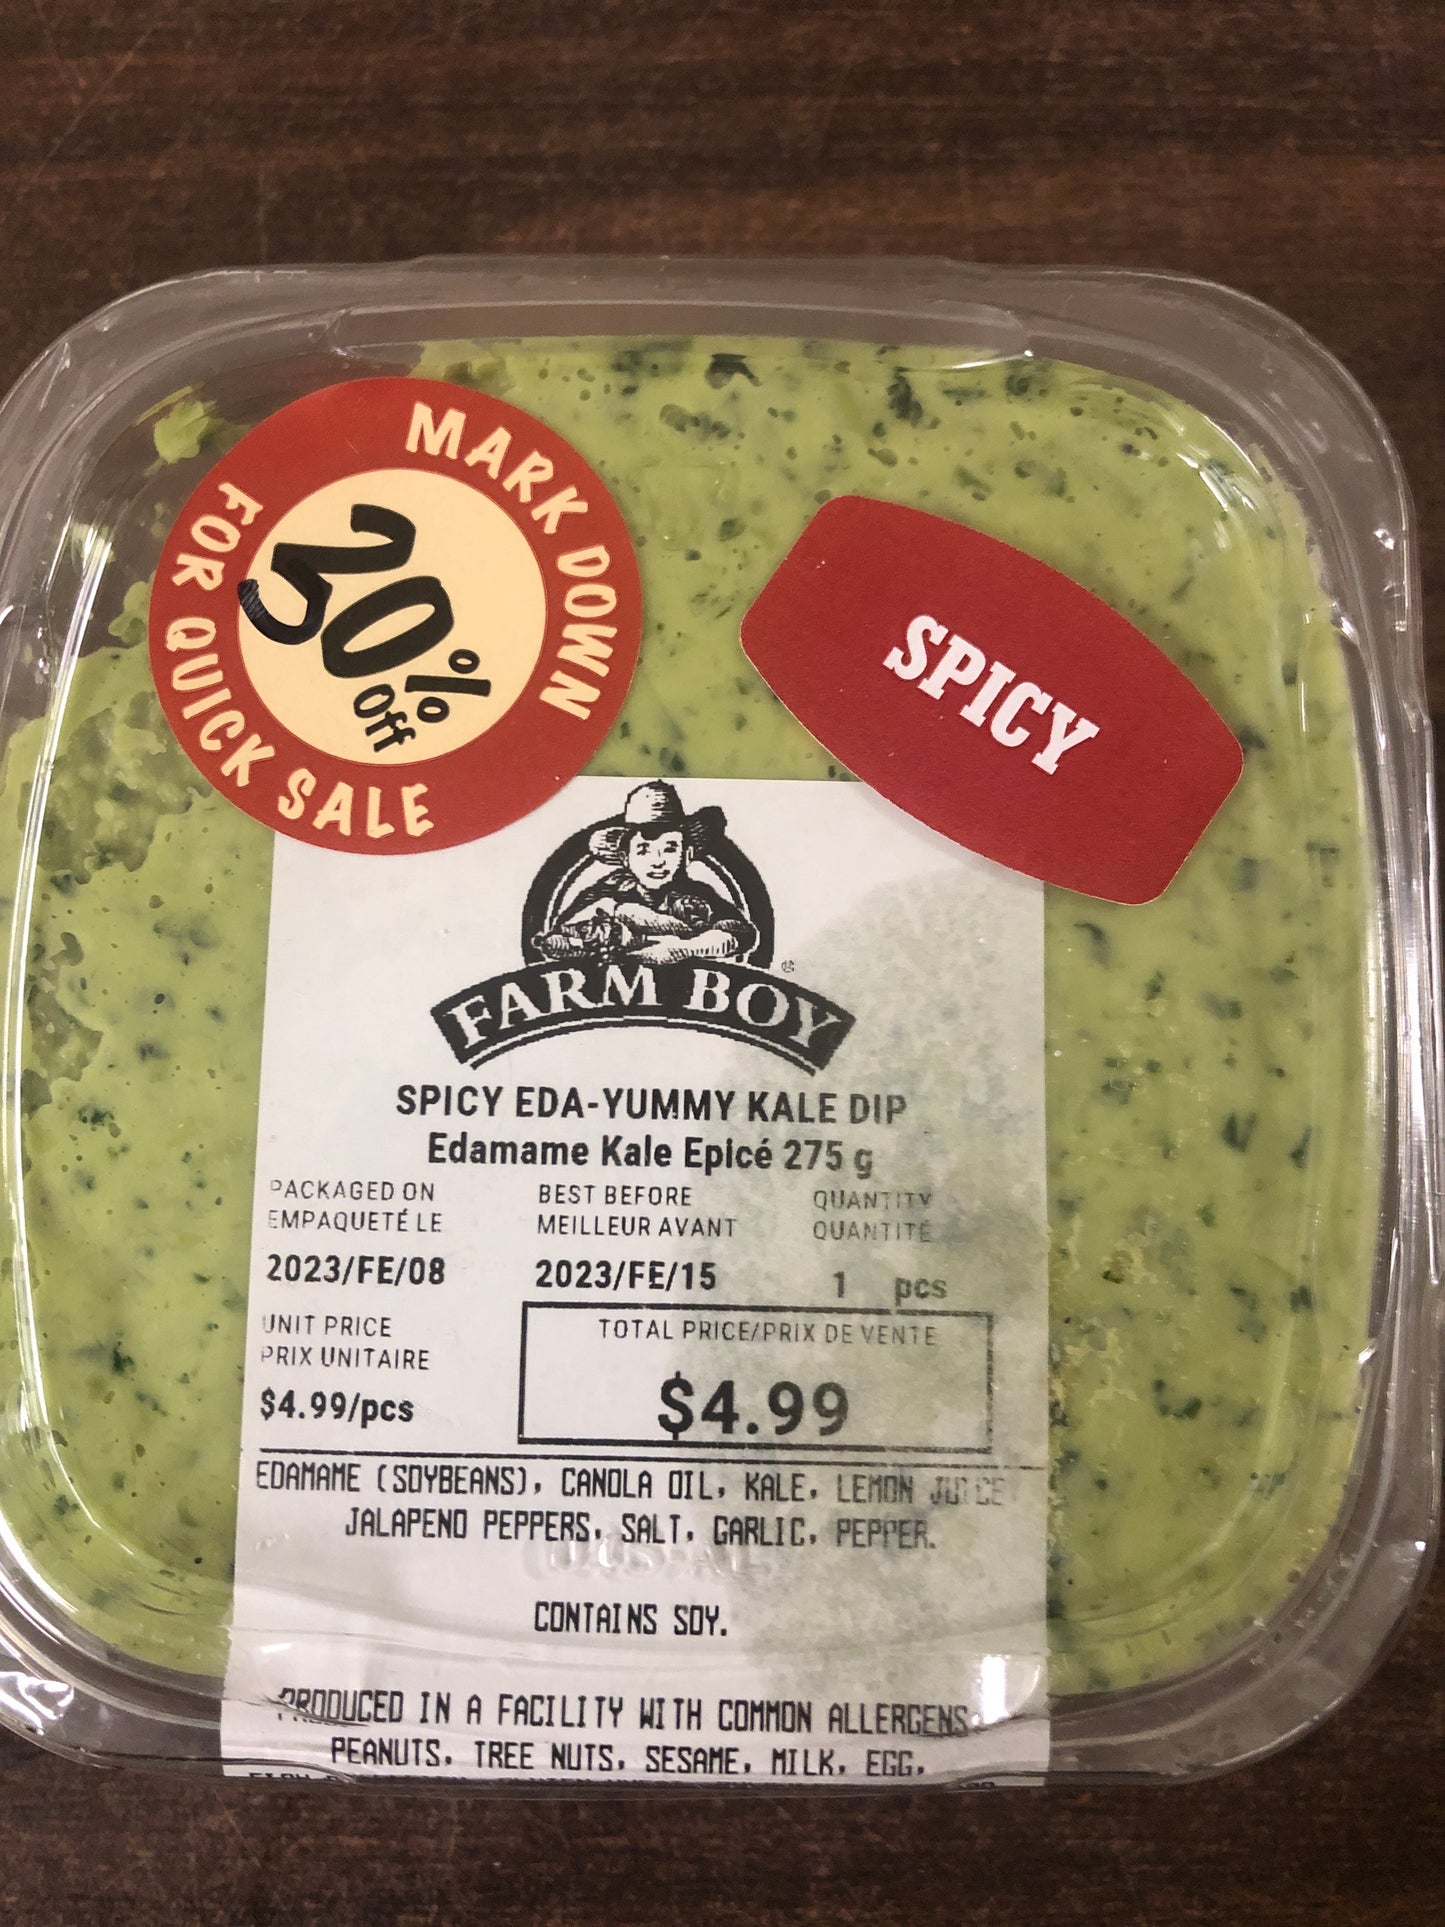 MARK DOWN
FOR QUICK SALE
30%
off
SPICY
FARM BOY
SPICY EDA-YUMMY KALE DIP
Edamame Kale Epicé 275 g
PACKAGED ON BEST BEFORE QUANTITY
EMPAQUETÉ LE MEILLEUR AVANT QUANTITÉ
2023/FE/08 2023/FE/15 1 pcs
UNIT PRICE TOTAL PRICE/PRIX DE VENTE
PRIX UNITAIRE
$4.99/pcs $4.99
EDAMAME (SOYBEANS), CANOLA OIL, KALE, LEMON JUICE
JALAPENO PEPPERS, SALT, GARLIC, PEPPER.
CONTAINS SOY.
PRODUCED IN A FACILITY WITH COMMON ALLERGENS
PEANUTS, TREE NUTS, SESAME, MILK, EGG,